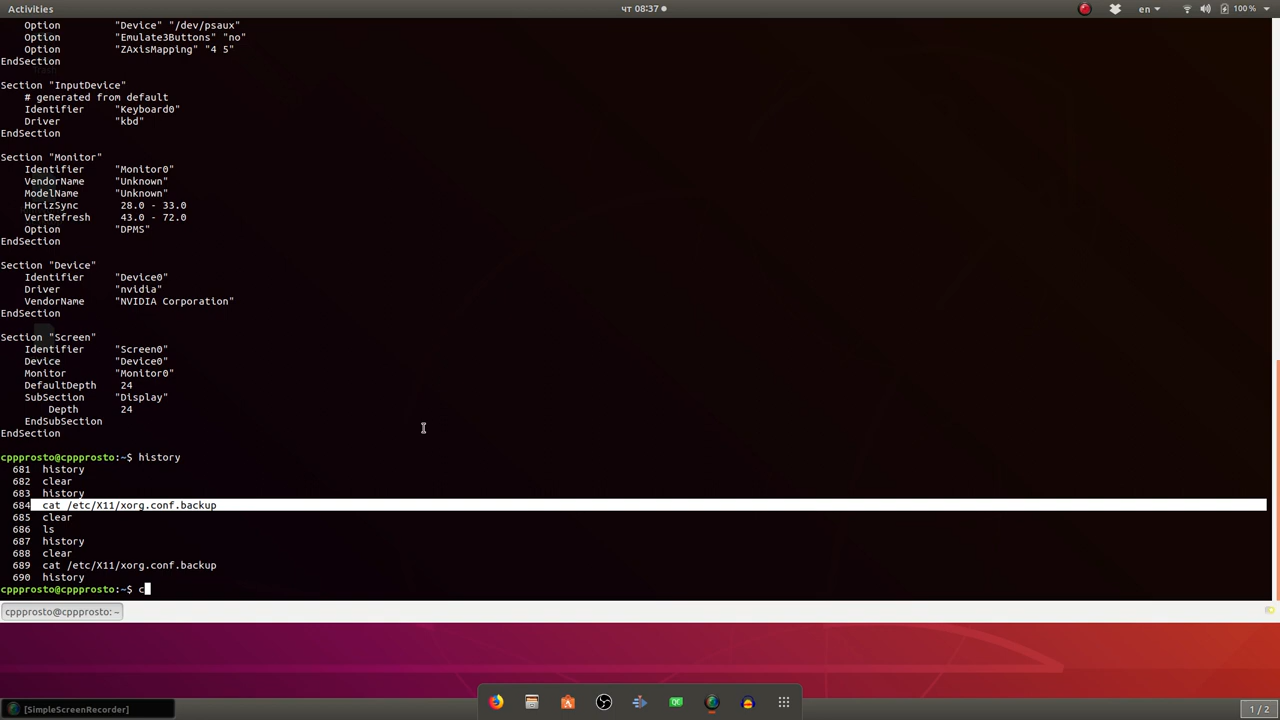 Activities
чт 08:37
en
100 %
Option "Device" "/dev/psaux"
Option "Emulate3Buttons" "no"
Option "ZAxisMapping" "4 5"
EndSection
Section "InputDevice"
# generated from default
Identifier "Keyboard0"
Driver "kbd"
EndSection
Section "Monitor"
Identifier "Monitor0"
VendorName "Unknown"
ModelName "Unknown"
HorizSync 28.0 - 33.0
VertRefresh 43.0 - 72.0
Option "DPMS"
EndSection
Section "Device"
Identifier "Device0"
Driver "nvidia"
VendorName "NVIDIA Corporation"
EndSection
Section "Screen"
Identifier "Screen0"
Device "Device0"
Monitor "Monitor0"
DefaultDepth 24
SubSection "Display"
Depth 24
EndSubSection
EndSection
cppprosto@cppprosto:~$ history
681 history
682 clear
683 history
684 cat /etc/X11/xorg.conf.backup
685 clear
686 ls
687 history
688 clear
689 cat /etc/X11/xorg.conf.backup
690 history
cppprosto@cppprosto:~$ c
cppprosto@cppprosto: ~
QC
[SimpleScreenRecorder]
1 / 2